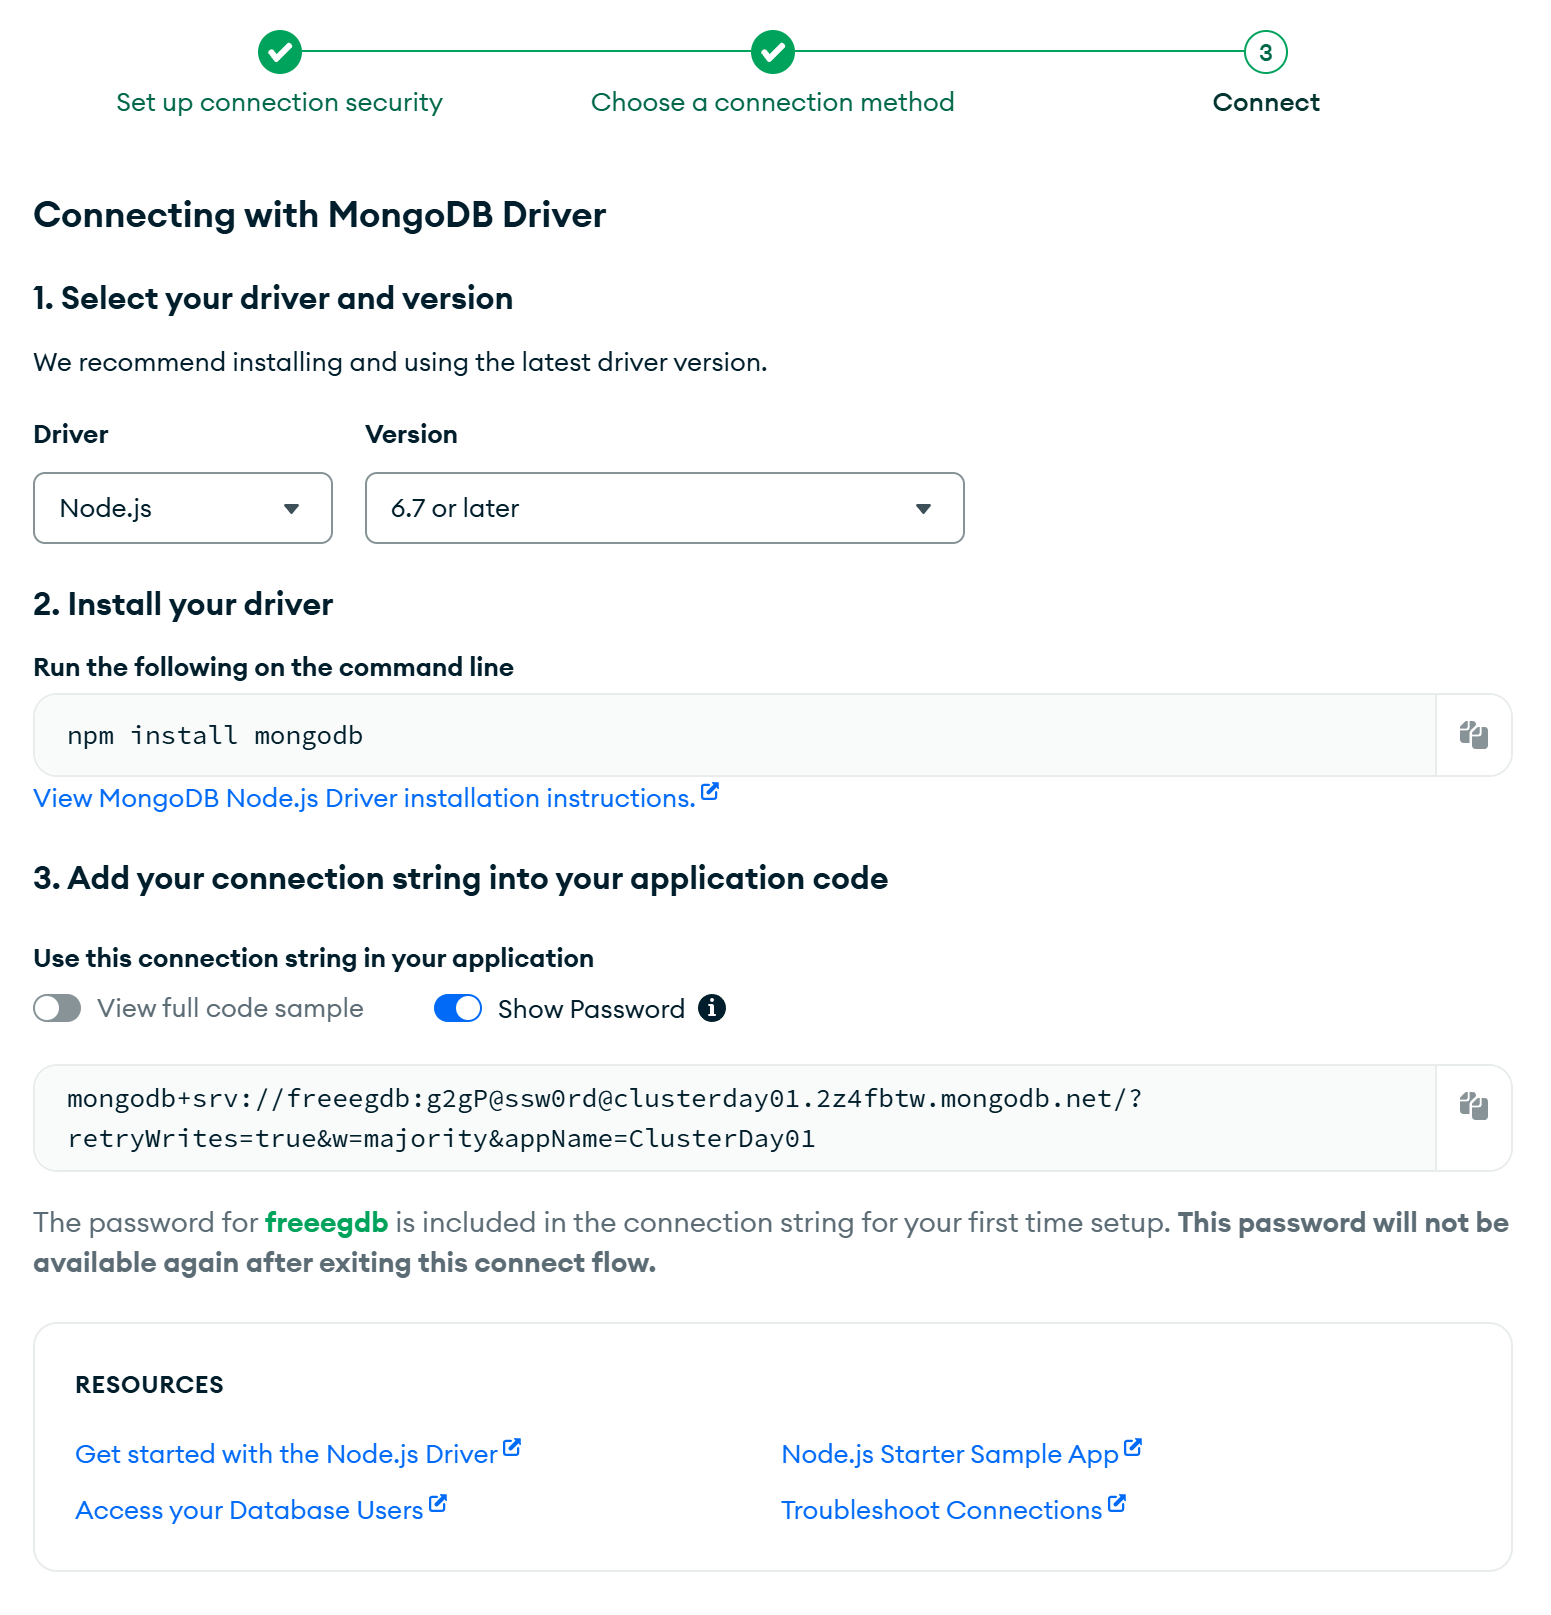 3
Set up connection security
Choose a connection method
Connect
Connecting with MongoDB Driver
1. Select your driver and version
We recommend installing and using the latest driver version.
Driver
Version
Node.js
6.7 or later
2. Install your driver
Run the following on the command line
npm install mongodb
View MongoDB Node.js Driver installation instructions.
3. Add your connection string into your application code
Use this connection string in your application
View full code sample
Show Password
mongodb+srv://freeegdb:g2gP@ssw0rd@clusterday01.2z4fbtw.mongodb.net/?
retryWrites=true&w=majority&appName=ClusterDay01
The password for freeegdb is included in the connection string for your first time setup. This password will not be
available again after exiting this connect flow.
RESOURCES
Get started with the Node.js Driver
Node.js Starter Sample App
Access your Database Users
Troubleshoot Connections